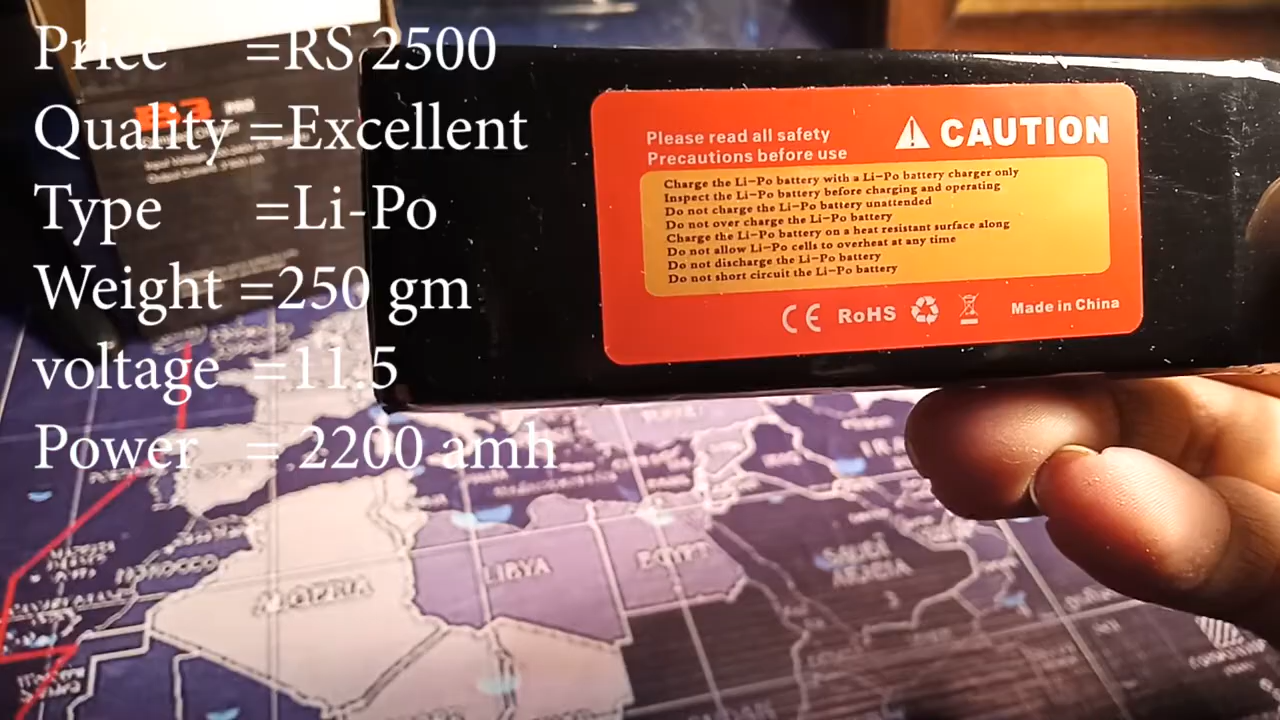 Price =RS 2500
Quality =Excellent
Type =Li-Po
Weight =250 gm
voltage =11.5
Power = 2200 amh
B3 PRO
Please read all safety
Precautions before use
CAUTION
Charge the Li-Po battery with a Li-Po battery charger only
Inspect the Li-Po battery before charging and operating
Do not charge the Li-Po battery unattended
Do not over charge the Li-Po battery
Charge the Li-Po battery on a heat resistant surface along
Do not allow Li-Po cells to overheat at any time
Do not discharge the Li-Po battery
Do not short circuit the Li-Po battery
CE RoHS
Made in China
MOROCCO
LIBYA
EGYPT
SAUDI